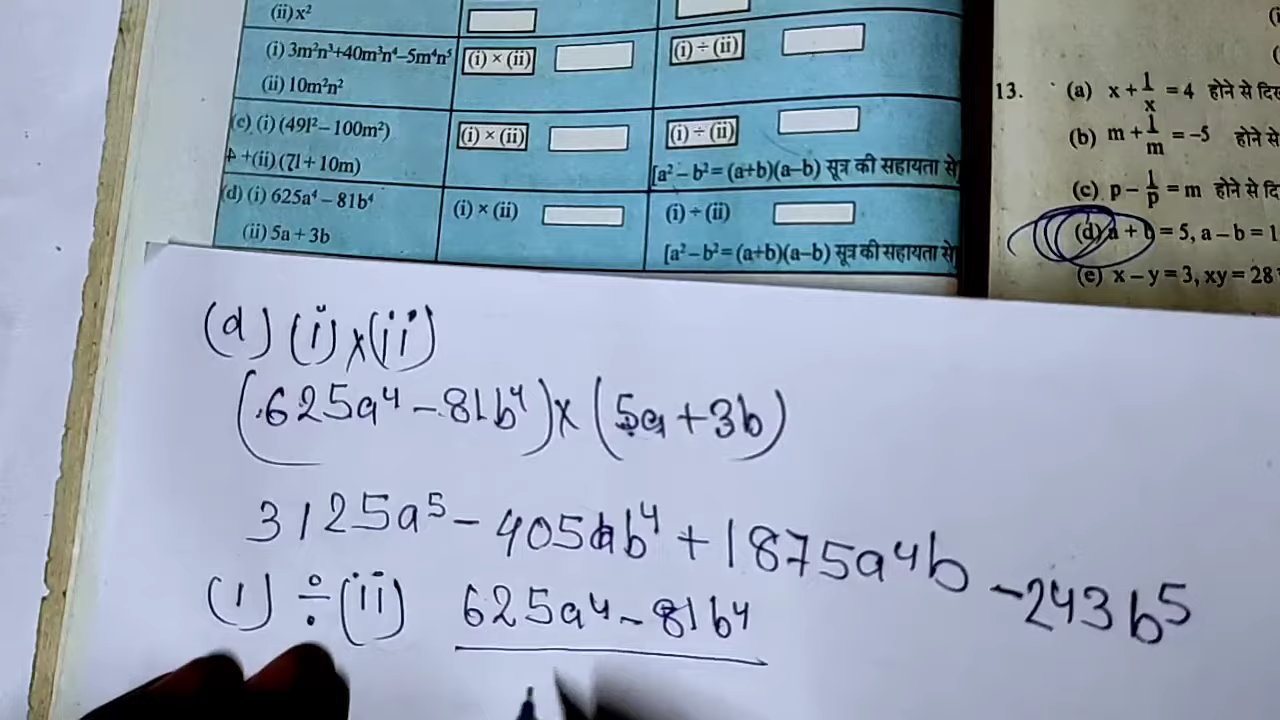 (ii) x²
(i) 3m²n³+40m³n⁴–5m⁴n⁵ (i) × (ii) (i) ÷ (ii)
(ii) 10m²n²
(c) (i) (49l² – 100m²) (i) × (ii) (i) ÷ (ii)
(ii) (7l + 10m) [a² – b² = (a+b)(a–b) सूत्र की सहायता से
(d) (i) 625a⁴ – 81b⁴ (i) × (ii) (i) ÷ (ii)
(ii) 5a + 3b [a² – b² = (a+b)(a–b) सूत्र की सहायता से
13. (a) x + 1/x = 4 होने से
(b) m + 1/m = –5 होने से
(c) p – 1/p = m होने से
(d) a + b = 5, a – b = 1
(e) x – y = 3, xy = 28
(d) (i) × (ii)
(625a⁴ – 81b⁴) × (5a + 3b)
3125a⁵ – 405ab⁴ + 1875a⁴b – 243b⁵
(i) ÷ (ii) 625a⁴ – 81b⁴